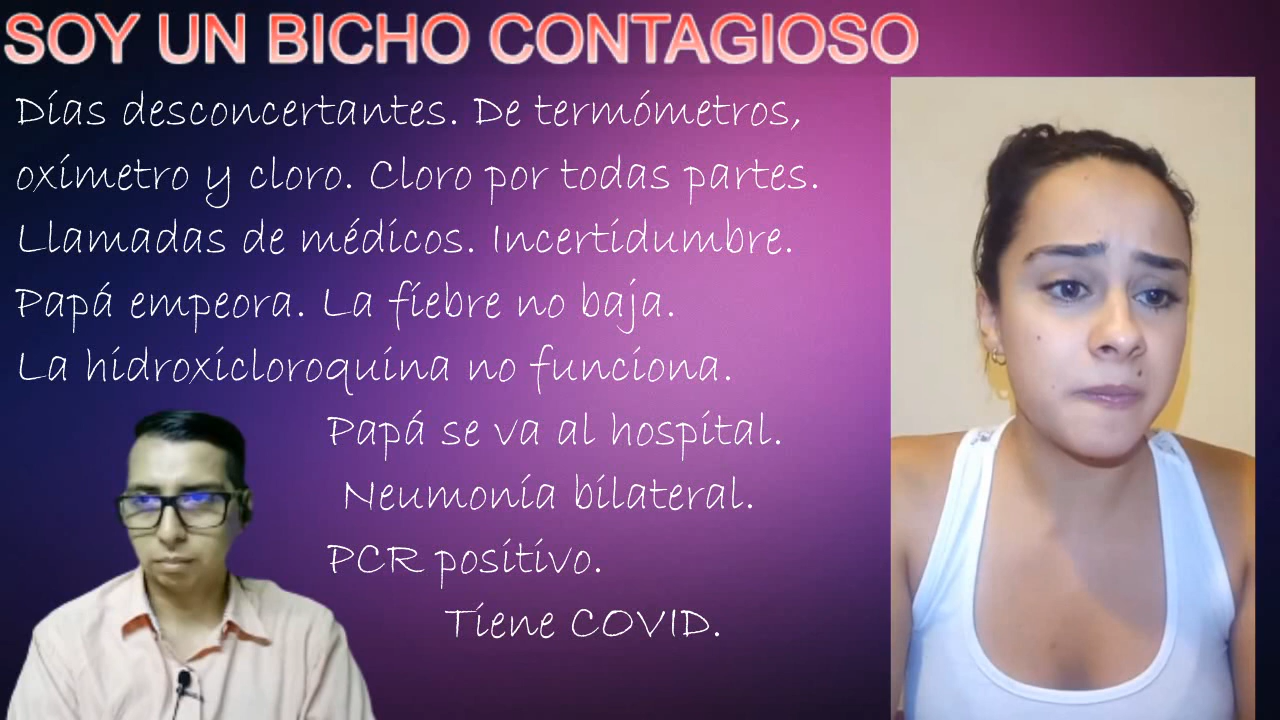 SOY UN BICHO CONTAGIOSO
Días desconcertantes. De termómetros,
oxímetro y cloro. Cloro por todas partes.
Llamadas de médicos. Incertidumbre.
Papá empeora. La fiebre no baja.
La hidroxicloroquina no funciona.
Papá se va al hospital.
Neumonía bilateral.
PCR positivo.
Tiene COVID.